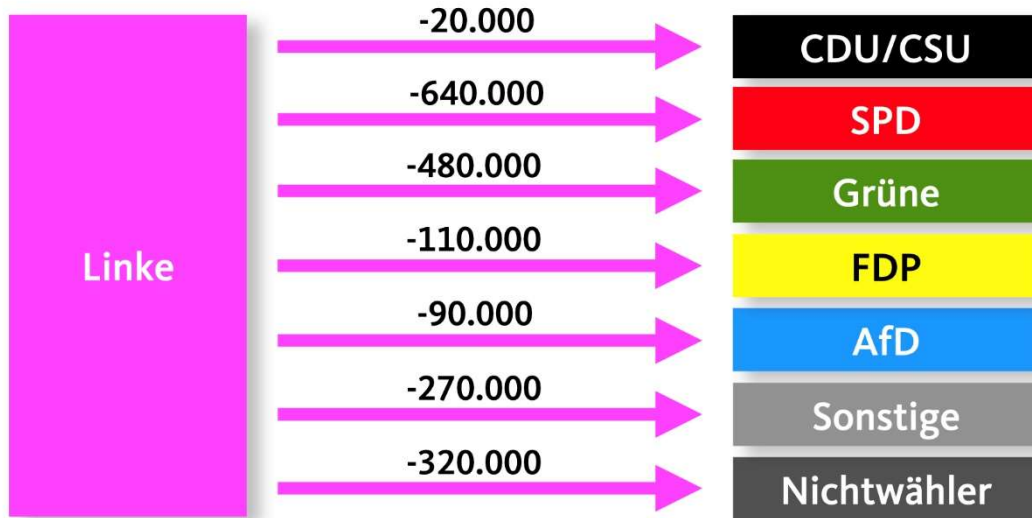 -20.000
CDU/CSU
-640.000
SPD
-480.000
Grüne
-110.000
Linke
FDP
-90.000
AfD
-270.000
Sonstige
-320.000
Nichtwähler